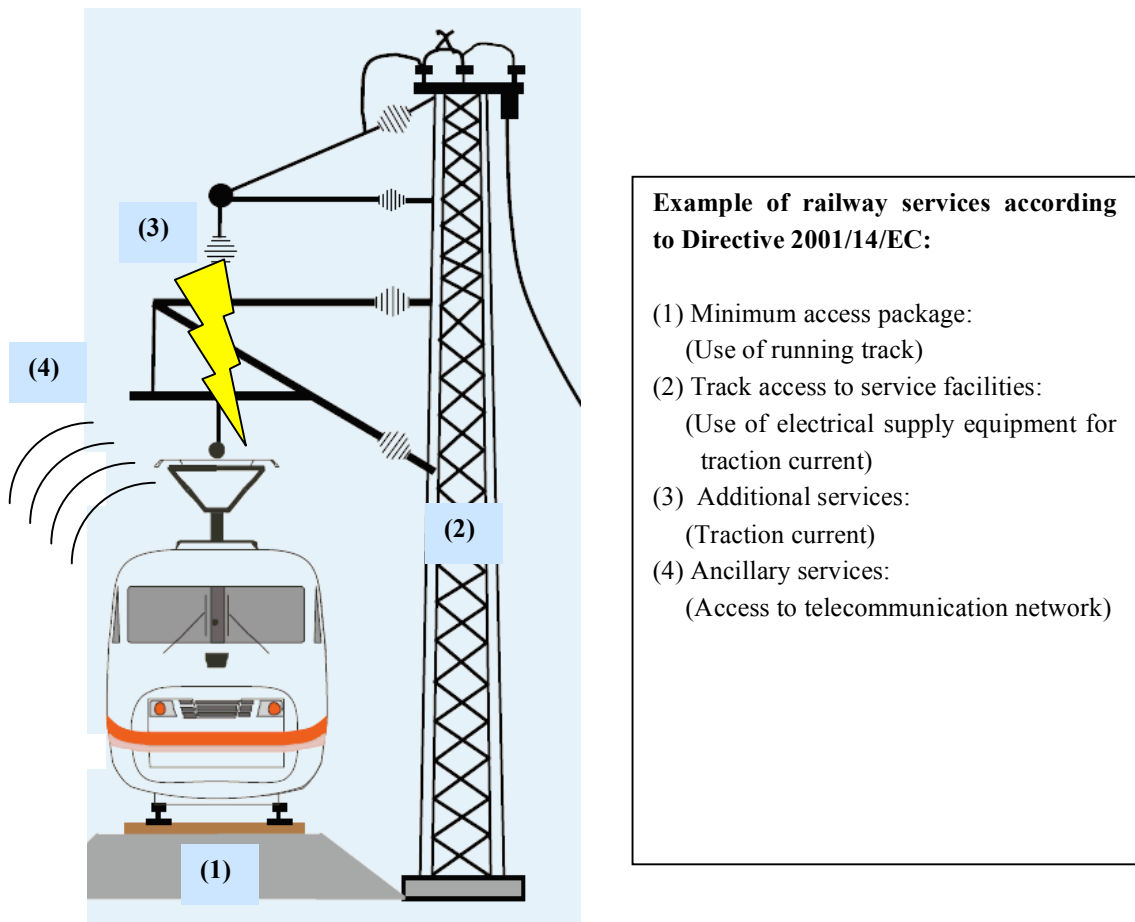 (3)
(4)
(2)
(1)
Example of railway services according
to Directive 2001/14/EC:
(1) Minimum access package:
(Use of running track)
(2) Track access to service facilities:
(Use of electrical supply equipment for
traction current)
(3) Additional services:
(Traction current)
(4) Ancillary services:
(Access to telecommunication network)